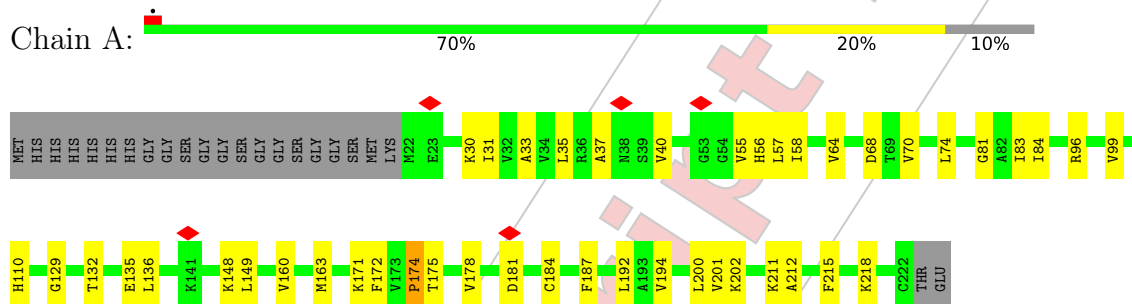 Chain A:
70% 20% 10%
MET HIS HIS HIS HIS HIS HIS GLY GLY SER GLY GLY GLY SER GLY GLY GLY SER GLY GLY SER MET LYS M22 E23 K30 I31 V32 A33 V34 L35 R36 A37 N38 S39 V40 G53 G54 V55 H56 L57 I58 V64 D68 T69 V70 L74 G81 A82 I83 I84 R96 V99
H110 G129 T132 E135 L136 K141 K148 L149 V160 M163 K171 F172 V173 P174 T175 V178 D181 C184 F187 L192 A193 V194 L200 V201 K202 K211 A212 F215 K218 C222 THR GLU